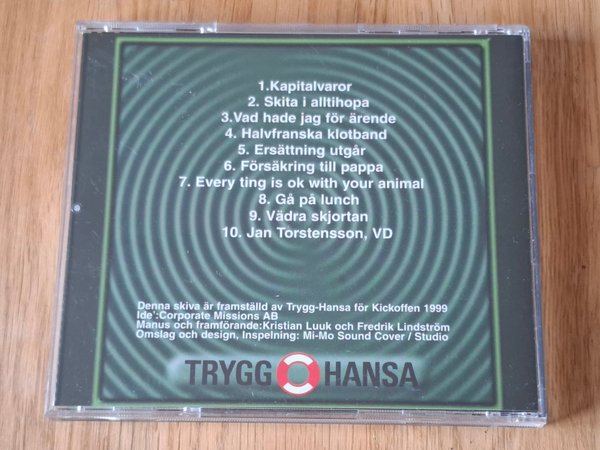 1.Kapitalvaror
2. Skita i alltihopa
3.Vad hade jag för ärende
4. Halvfranska klotband
5. Ersättning utgår
6. Försäkring till pappa
7. Every ting is ok with your animal
8. Gå på lunch
9. Vädra skjortan
10. Jan Torstensson, VD
Denna skiva är framställd av Trygg-Hansa för Kickoffen 1999
Ide':Corporate Missions AB
Manus och framförande:Kristian Luuk och Fredrik Lindström
Omslag och design, Inspelning: Mi-Mo Sound Cover / Studio
TRYGG HANSA